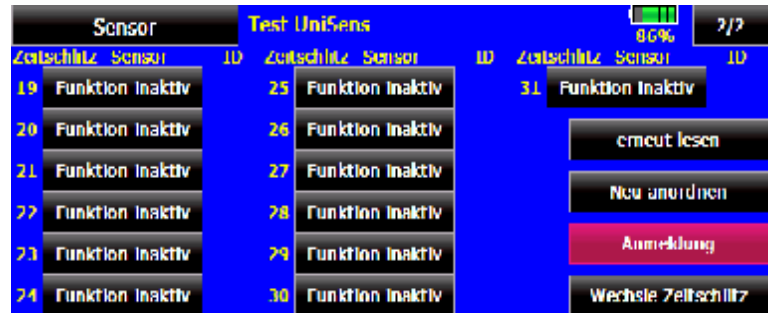 Sensor Test UniSens 86% 2/2
Zeitschlitz Sensor ID Zeitschlitz Sensor ID Zeitschlitz Sensor ID
19 Funktion inaktiv 25 Funktion inaktiv 31 Funktion inaktiv
20 Funktion inaktiv 26 Funktion inaktiv erneut lesen
21 Funktion inaktiv 27 Funktion inaktiv Neu anordnen
22 Funktion inaktiv 28 Funktion inaktiv
23 Funktion inaktiv 29 Funktion inaktiv Anmeldung
24 Funktion inaktiv 30 Funktion inaktiv Wechsle Zeitschlitz